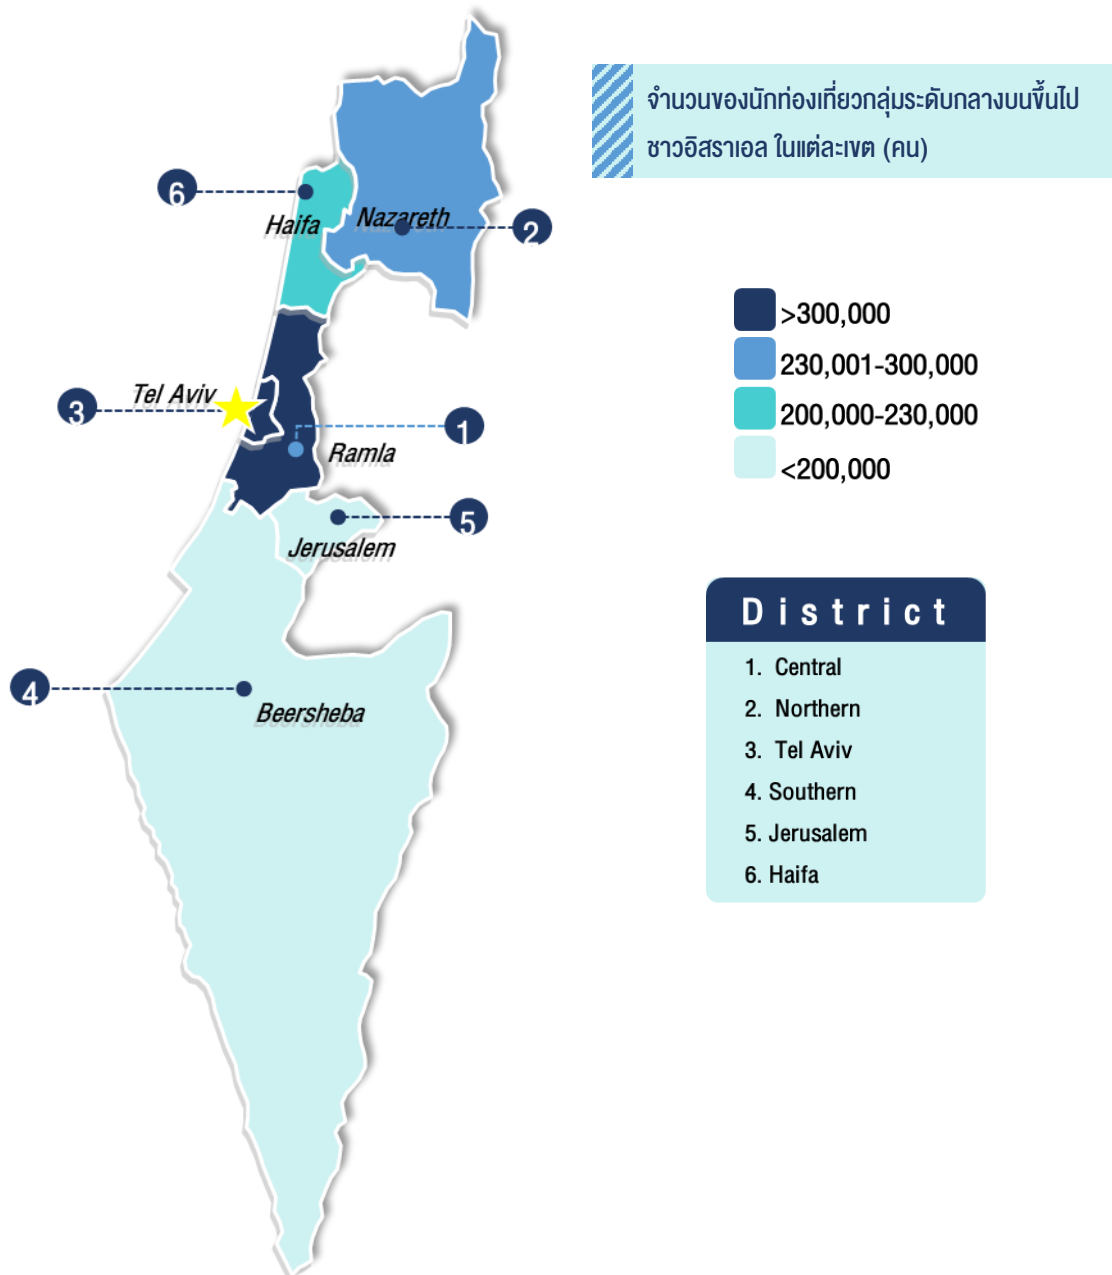 จำนวนของนักท่องเที่ยวกลุ่มระดับกลางบนขึ้นไป
ชาวอิสราเอล ในแต่ละเขต (คน)
6
Haifa
Nazareth
2
>300,000
230,001-300,000
200,000-230,000
<200,000
Tel Aviv
3
1
Ramla
5
Jerusalem
4
Beersheba
District
1. Central
2. Northern
3. Tel Aviv
4. Southern
5. Jerusalem
6. Haifa